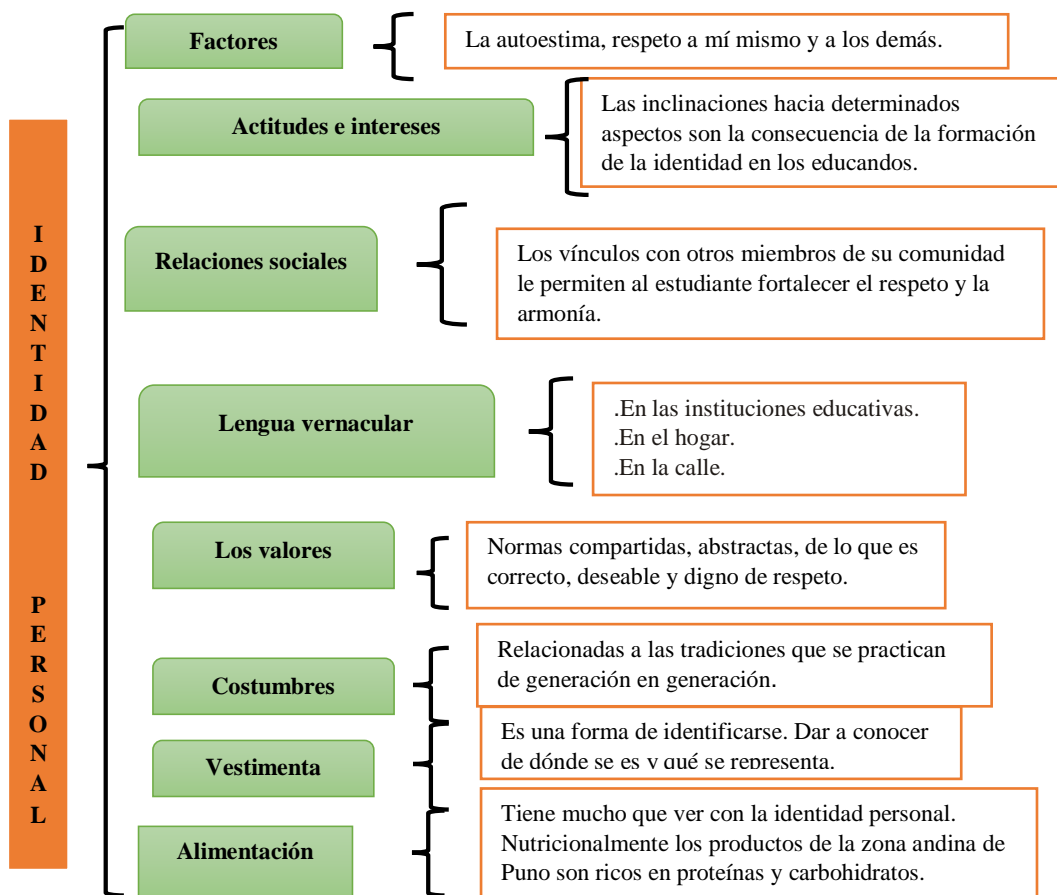 IDENTIDAD PERSONAL
Factores
La autoestima, respeto a mí mismo y a los demás.
Actitudes e intereses
Las inclinaciones hacia determinados
aspectos son la consecuencia de la formación
de la identidad en los educandos.
Relaciones sociales
Los vínculos con otros miembros de su comunidad
le permiten al estudiante fortalecer el respeto y la
armonía.
Lengua vernacular
.En las instituciones educativas.
.En el hogar.
.En la calle.
Los valores
Normas compartidas, abstractas, de lo que es
correcto, deseable y digno de respeto.
Costumbres
Relacionadas a las tradiciones que se practican
de generación en generación.
Vestimenta
Es una forma de identificarse. Dar a conocer
de dónde se es y qué se representa.
Alimentación
Tiene mucho que ver con la identidad personal.
Nutricionalmente los productos de la zona andina de
Puno son ricos en proteínas y carbohidratos.